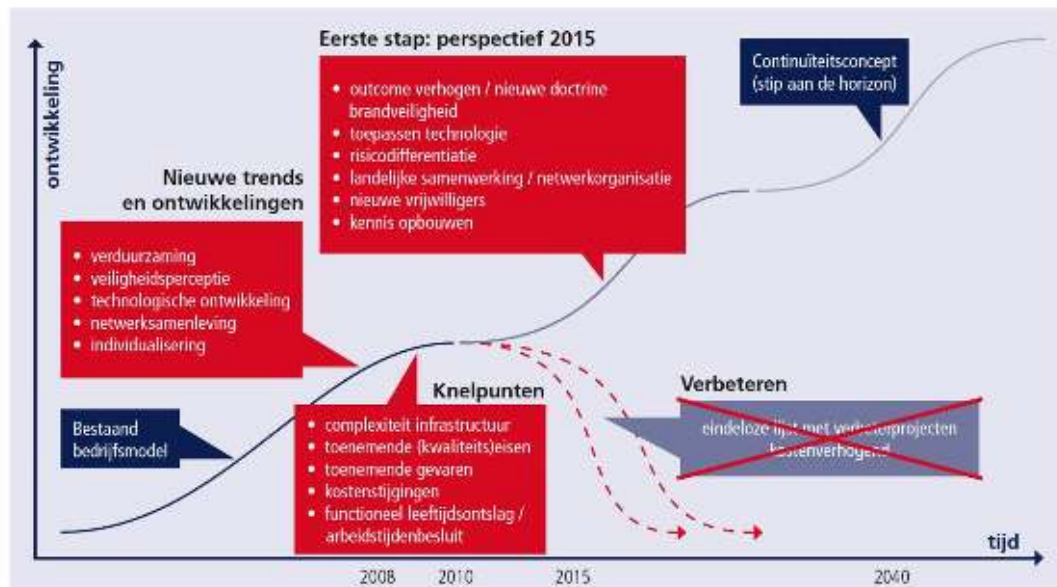 ontwikkeling
Eerste stap: perspectief 2015
• outcome verhogen / nieuwe doctrine
brandveiligheid
• toepassen technologie
• risicodifferentiatie
• landelijke samenwerking / netwerkorganisatie
• nieuwe vrijwilligers
• kennis opbouwen
Continuïteitsconcept
(stip aan de horizon)
Nieuwe trends
en ontwikkelingen
• verduurzaming
• veiligheidsperceptie
• technologische ontwikkeling
• netwerksamenleving
• individualisering
Bestaand
bedrijfsmodel
Knelpunten
• complexiteit infrastructuur
• toenemende (kwaliteits)eisen
• toenemende gevaren
• kostenstijgingen
• functioneel leeftijdsontslag /
arbeidstijdenbesluit
Verbeteren
eindeloze lijst met verbeterprojecten
kostenverhogend
tijd
2008 2010 2015 2040